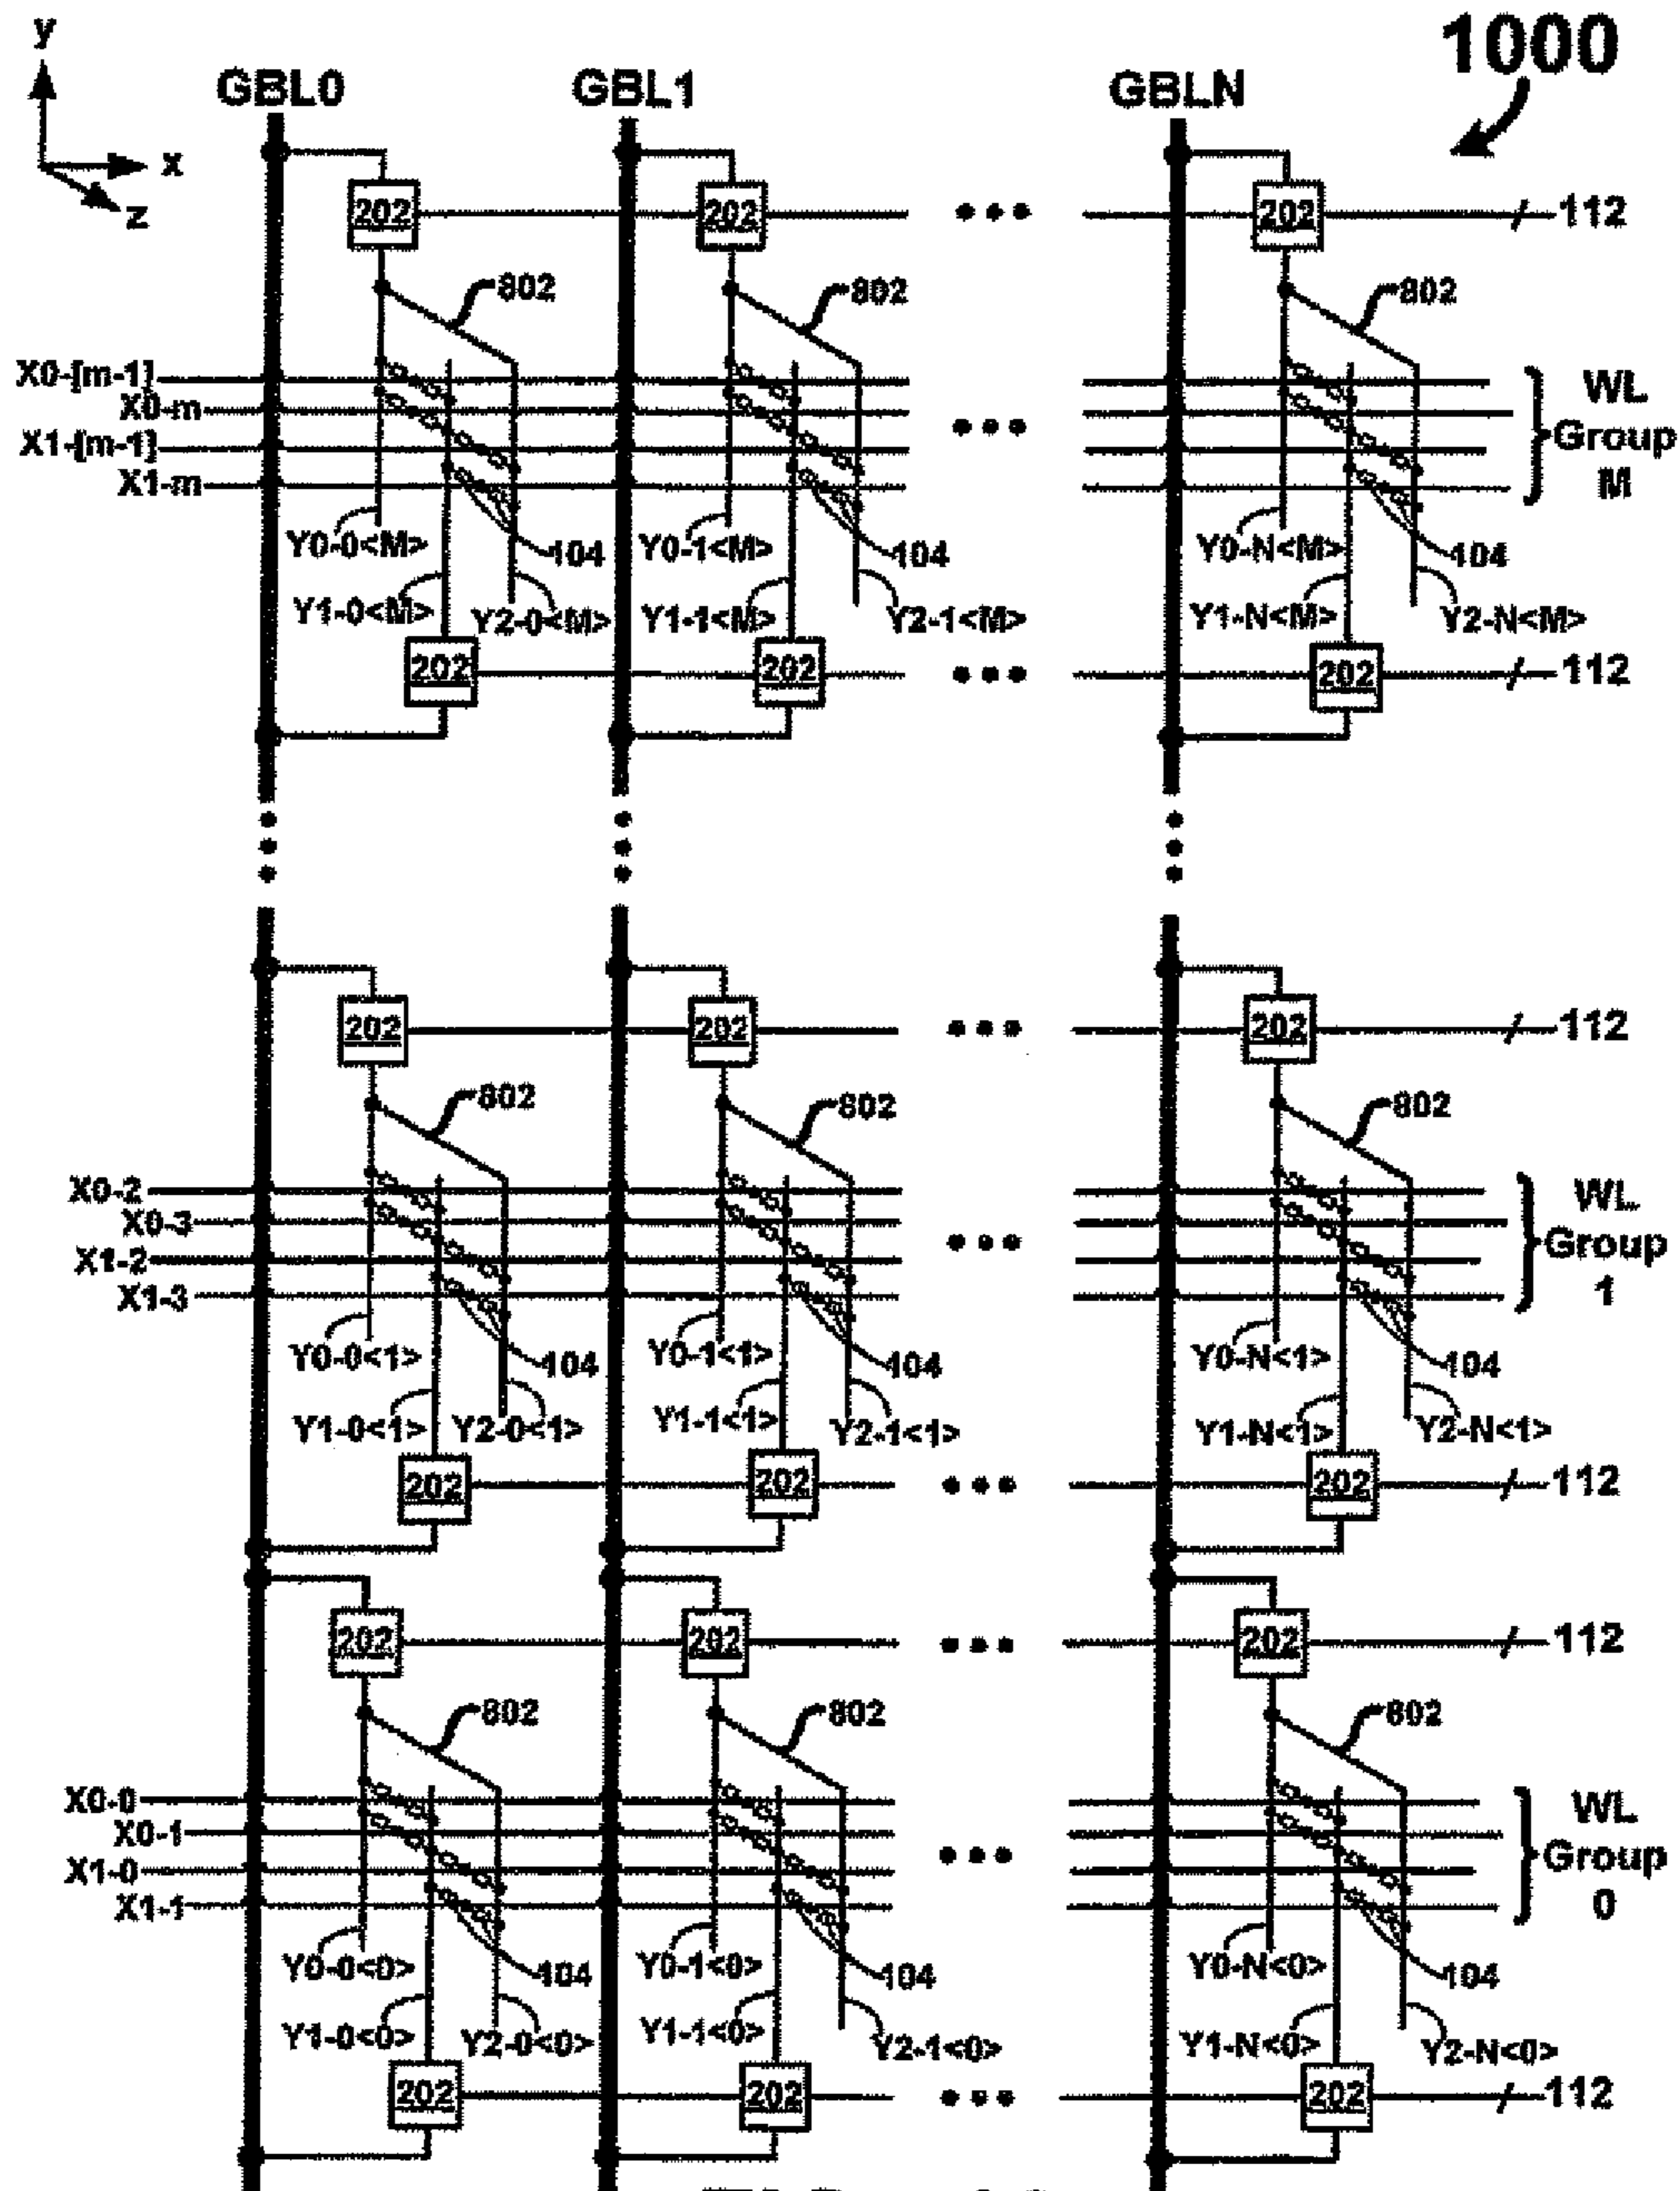 y
1000
GBL0 GBL1 GBLN
x
z
202 202 202 112
802 802 802
X0-[m-1]
X0-m
X1-[m-1]
X1-m
WL
Group
M
Y0-0<M> 104 Y0-1<M> 104 Y0-N<M> 104
Y1-0<M> Y2-0<M> Y1-1<M> Y2-1<M> Y1-N<M> Y2-N<M>
202 202 202 112
202 202 202 112
802 802 802
X0-2
X0-3
X1-2
X1-3
WL
Group
1
Y0-0<1> 104 Y0-1<1> 104 Y0-N<1> 104
Y1-0<1> Y2-0<1> Y1-1<1> Y2-1<1> Y1-N<1> Y2-N<1>
202 202 202 112
202 202 202 112
802 802 802
X0-0
X0-1
X1-0
X1-1
WL
Group
0
Y0-0<0> 104 Y0-1<0> 104 Y0-N<0> 104
Y1-0<0> Y2-0<0> Y1-1<0> Y2-1<0> Y1-N<0> Y2-N<0>
202 202 202 112